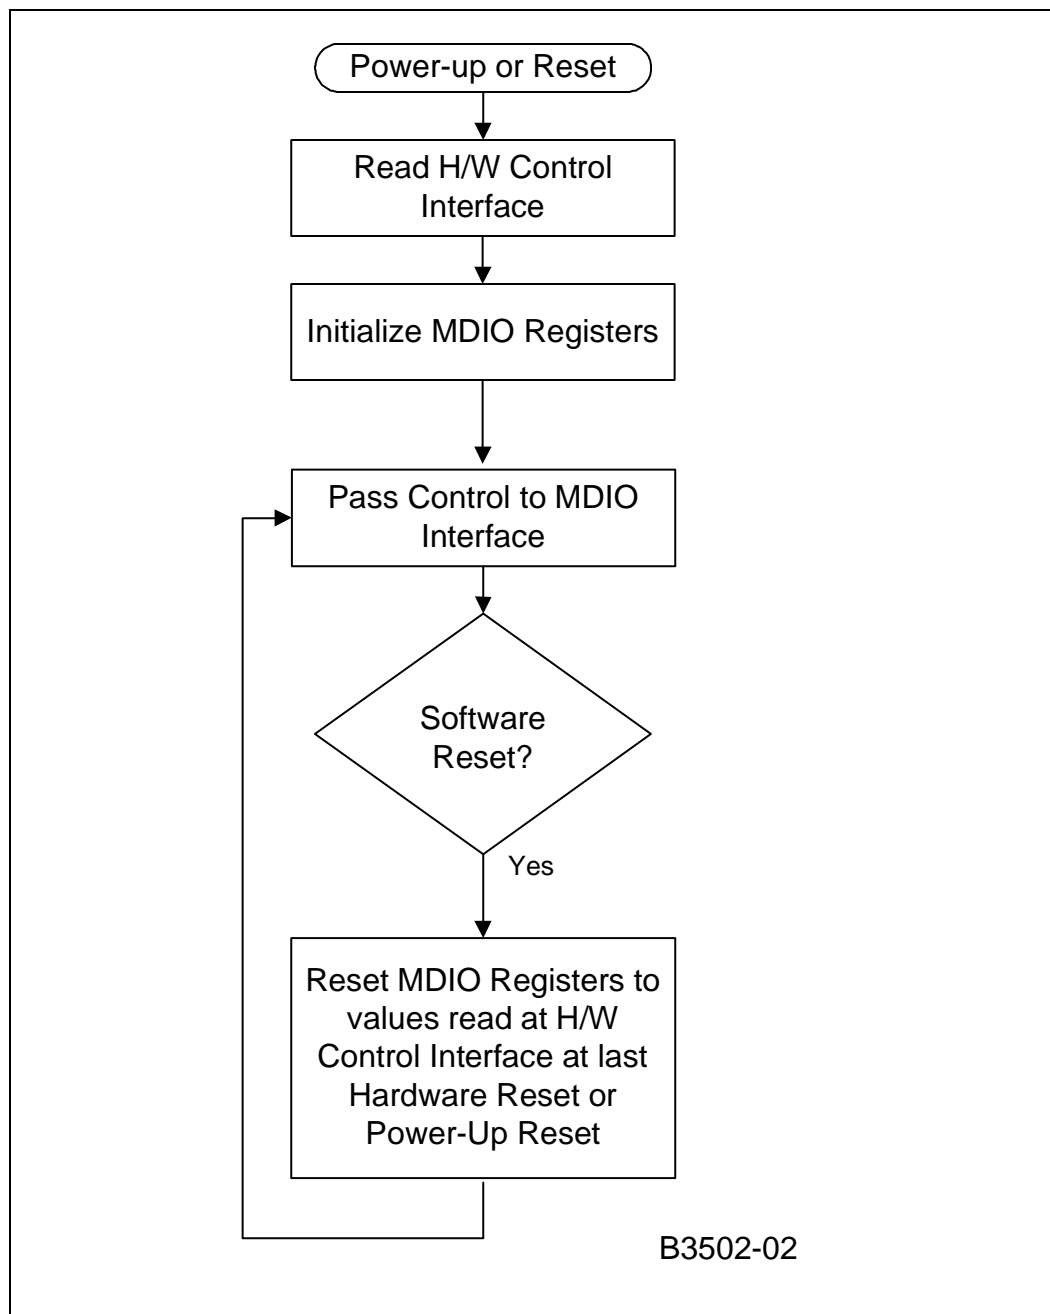 Power-up or Reset
Read H/W Control
Interface
Initialize MDIO Registers
Pass Control to MDIO
Interface
Software
Reset?
Yes
Reset MDIO Registers to
values read at H/W
Control Interface at last
Hardware Reset or
Power-Up Reset
B3502-02